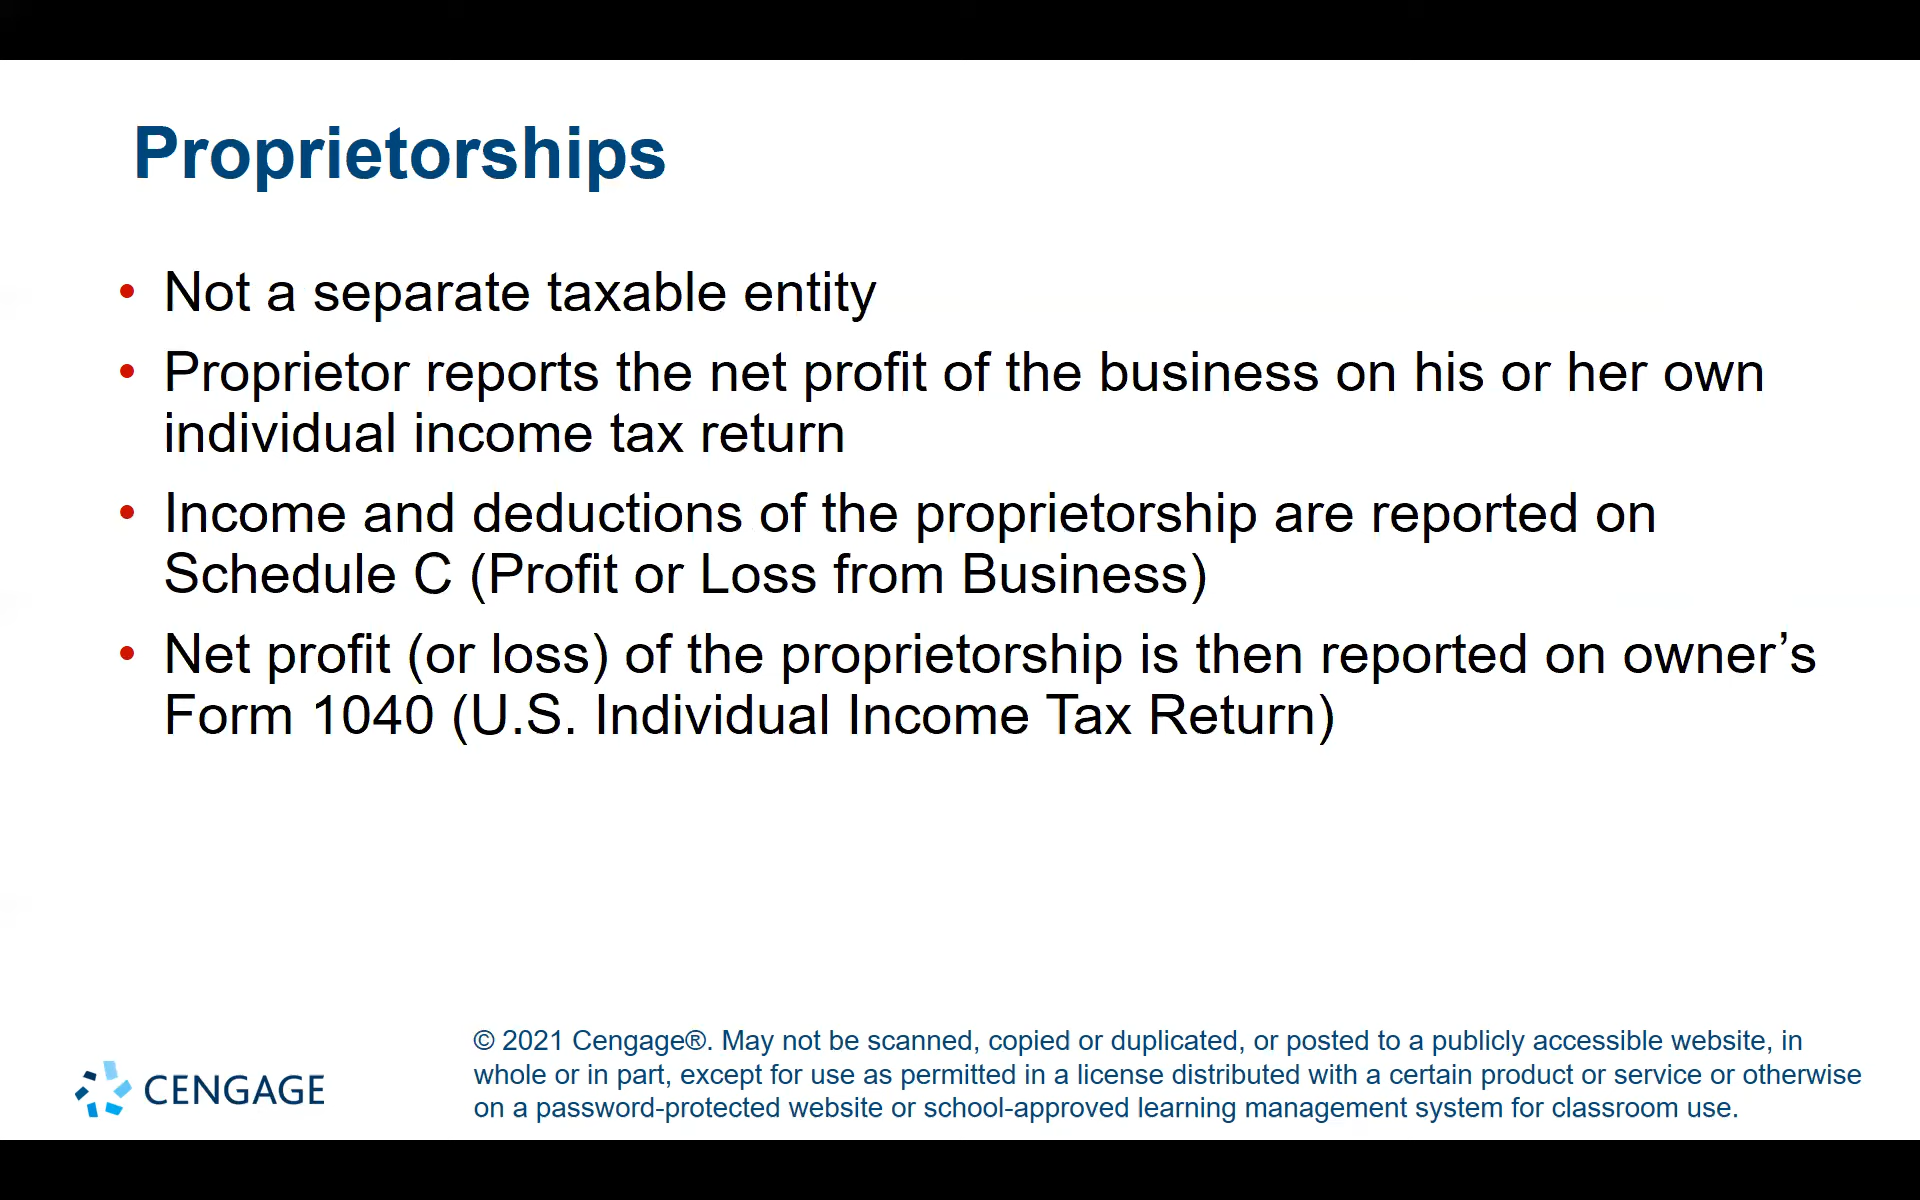 Proprietorships
• Not a separate taxable entity
• Proprietor reports the net profit of the business on his or her own
individual income tax return
• Income and deductions of the proprietorship are reported on
Schedule C (Profit or Loss from Business)
• Net profit (or loss) of the proprietorship is then reported on owner’s
Form 1040 (U.S. Individual Income Tax Return)
CENGAGE
© 2021 Cengage®. May not be scanned, copied or duplicated, or posted to a publicly accessible website, in
whole or in part, except for use as permitted in a license distributed with a certain product or service or otherwise
on a password-protected website or school-approved learning management system for classroom use.